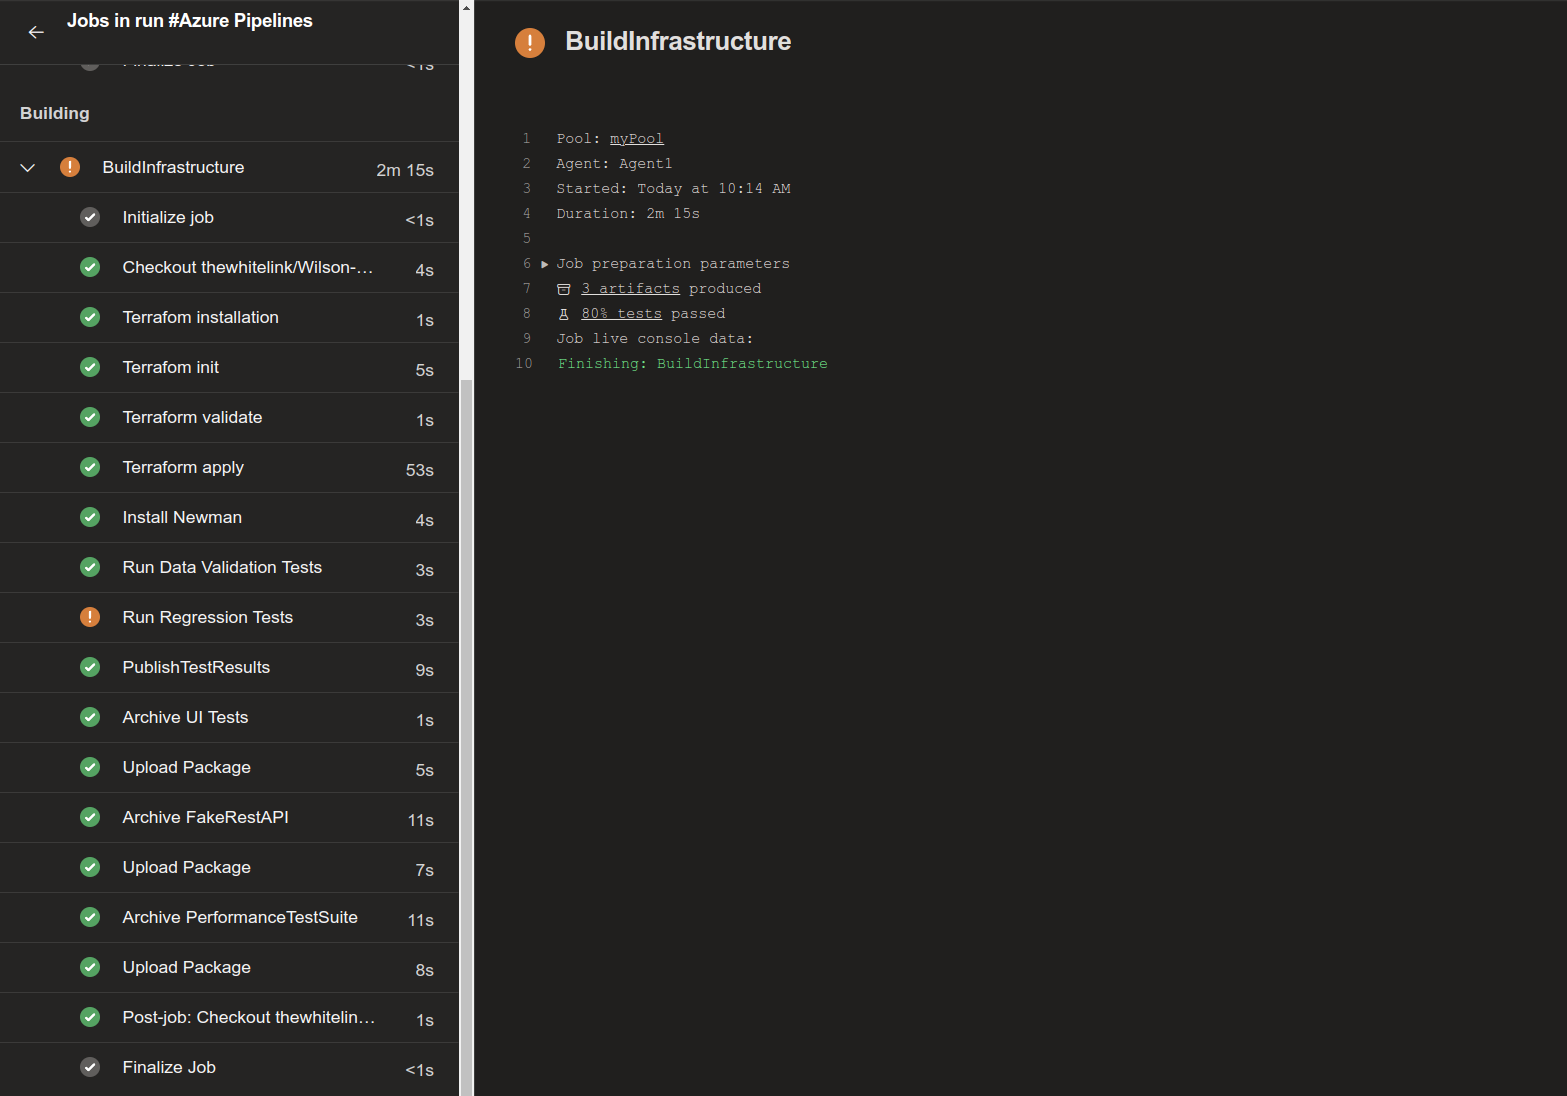 Jobs in run #Azure Pipelines
Finalize Job <1s
Building
BuildInfrastructure 2m 15s
Initialize job <1s
Checkout thewhitelink/Wilson-... 4s
Terrafom installation 1s
Terrafom init 5s
Terraform validate 1s
Terraform apply 53s
Install Newman 4s
Run Data Validation Tests 3s
Run Regression Tests 3s
PublishTestResults 9s
Archive UI Tests 1s
Upload Package 5s
Archive FakeRestAPI 11s
Upload Package 7s
Archive PerformanceTestSuite 11s
Upload Package 8s
Post-job: Checkout thewhitelin... 1s
Finalize Job <1s
BuildInfrastructure
1 Pool: myPool
2 Agent: Agent1
3 Started: Today at 10:14 AM
4 Duration: 2m 15s
5
6 Job preparation parameters
7 3 artifacts produced
8 80% tests passed
9 Job live console data:
10 Finishing: BuildInfrastructure